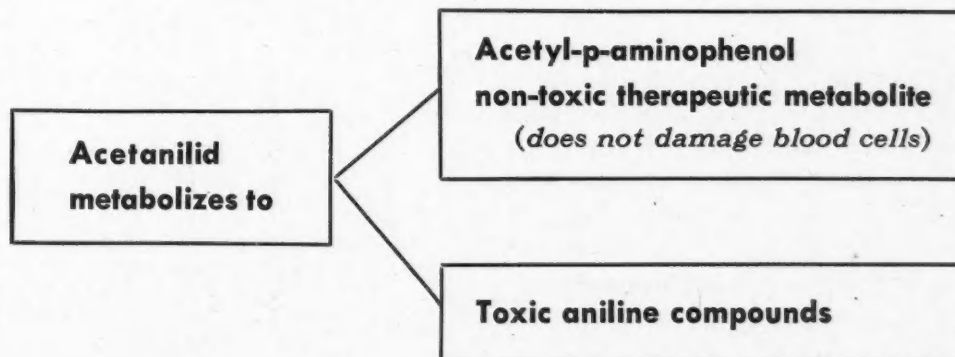 Acetanilid
metabolizes to
Acetyl-p-aminophenol
non-toxic therapeutic metabolite
(does not damage blood cells)
Toxic aniline compounds